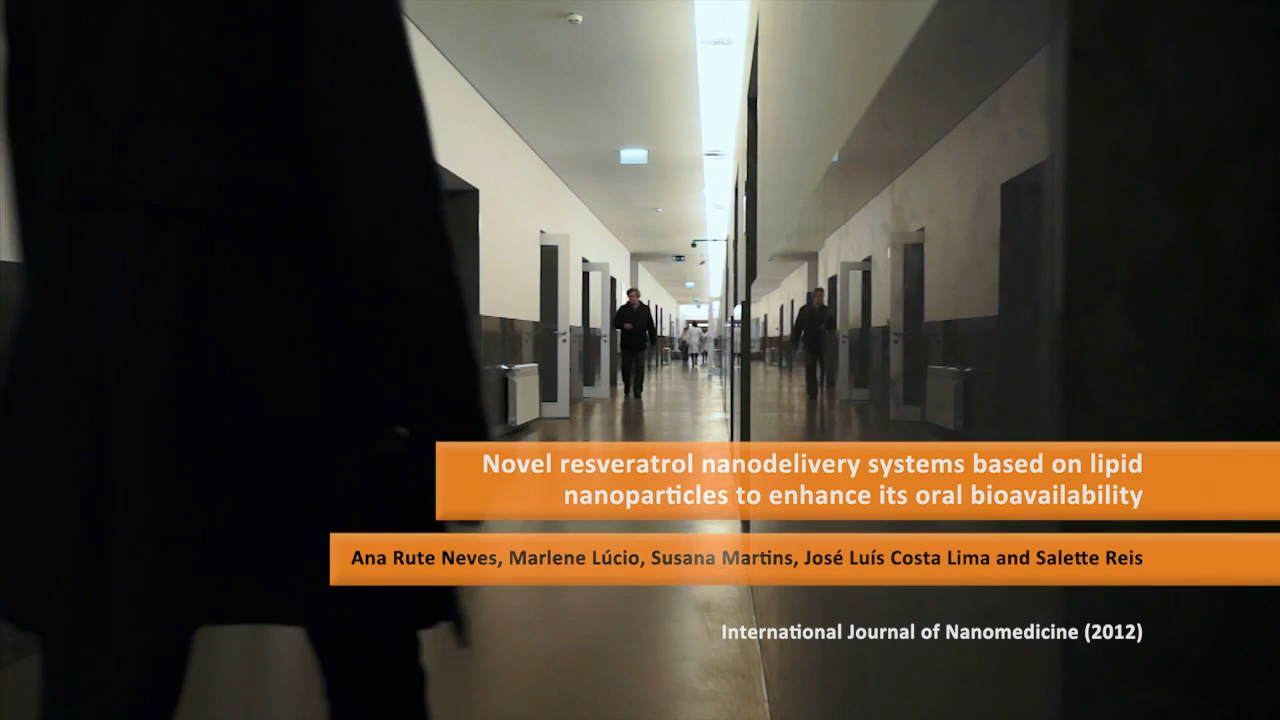 Novel resveratrol nanodelivery systems based on lipid
nanoparticles to enhance its oral bioavailability
Ana Rute Neves, Marlene Lúcio, Susana Martins, José Luís Costa Lima and Salette Reis
International Journal of Nanomedicine (2012)